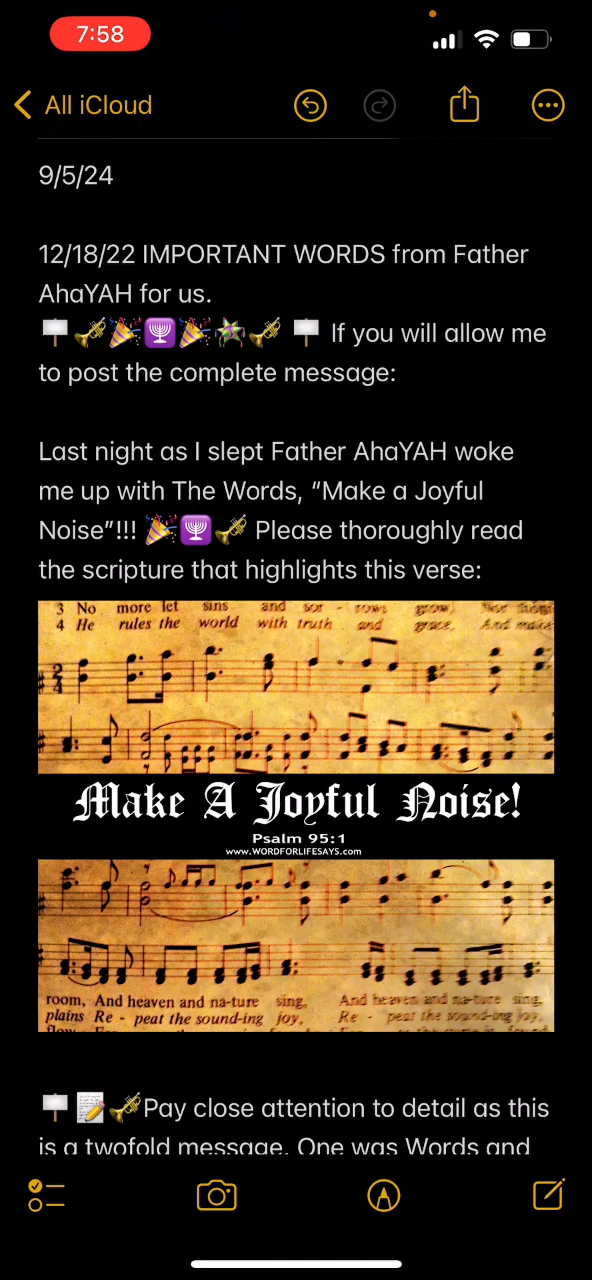 7:58
All iCloud
9/5/24
12/18/22 IMPORTANT WORDS from Father
AhaYAH for us.
🪧🎺🎉🕎🎉🪅🎺 🪧 If you will allow me
to post the complete message:
Last night as I slept Father AhaYAH woke
me up with The Words, “Make a Joyful
Noise”!!! 🎉🕎🎺 Please thoroughly read
the scripture that highlights this verse:
3 No more let sins and sor - rows grow, Nor thorns
4 He rules the world with truth and grace, And make
Make A Joyful Noise!
Psalm 95:1
www.WORDFORLIFESAYS.com
room, And heaven and na-ture sing, And heaven and na-ture sing,
plains Re - peat the sound-ing joy, Re - peat the sound-ing joy,
🪧📝🎺Pay close attention to detail as this
is a twofold message. One was Words and